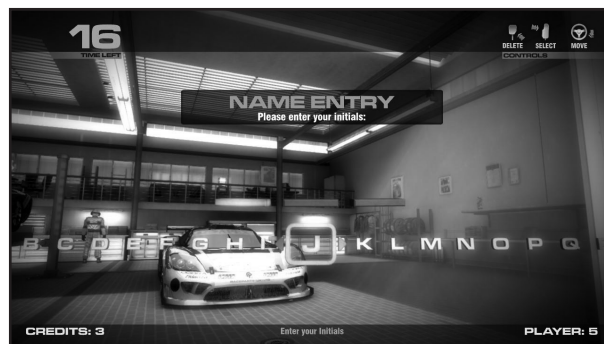 16
TIME LEFT
DELETE SELECT MOVE
CONTROLS
NAME ENTRY
Please enter your initials:
B C D E F G H I J K L M N O P Q
CREDITS: 3
Enter your Initials
PLAYER: 5